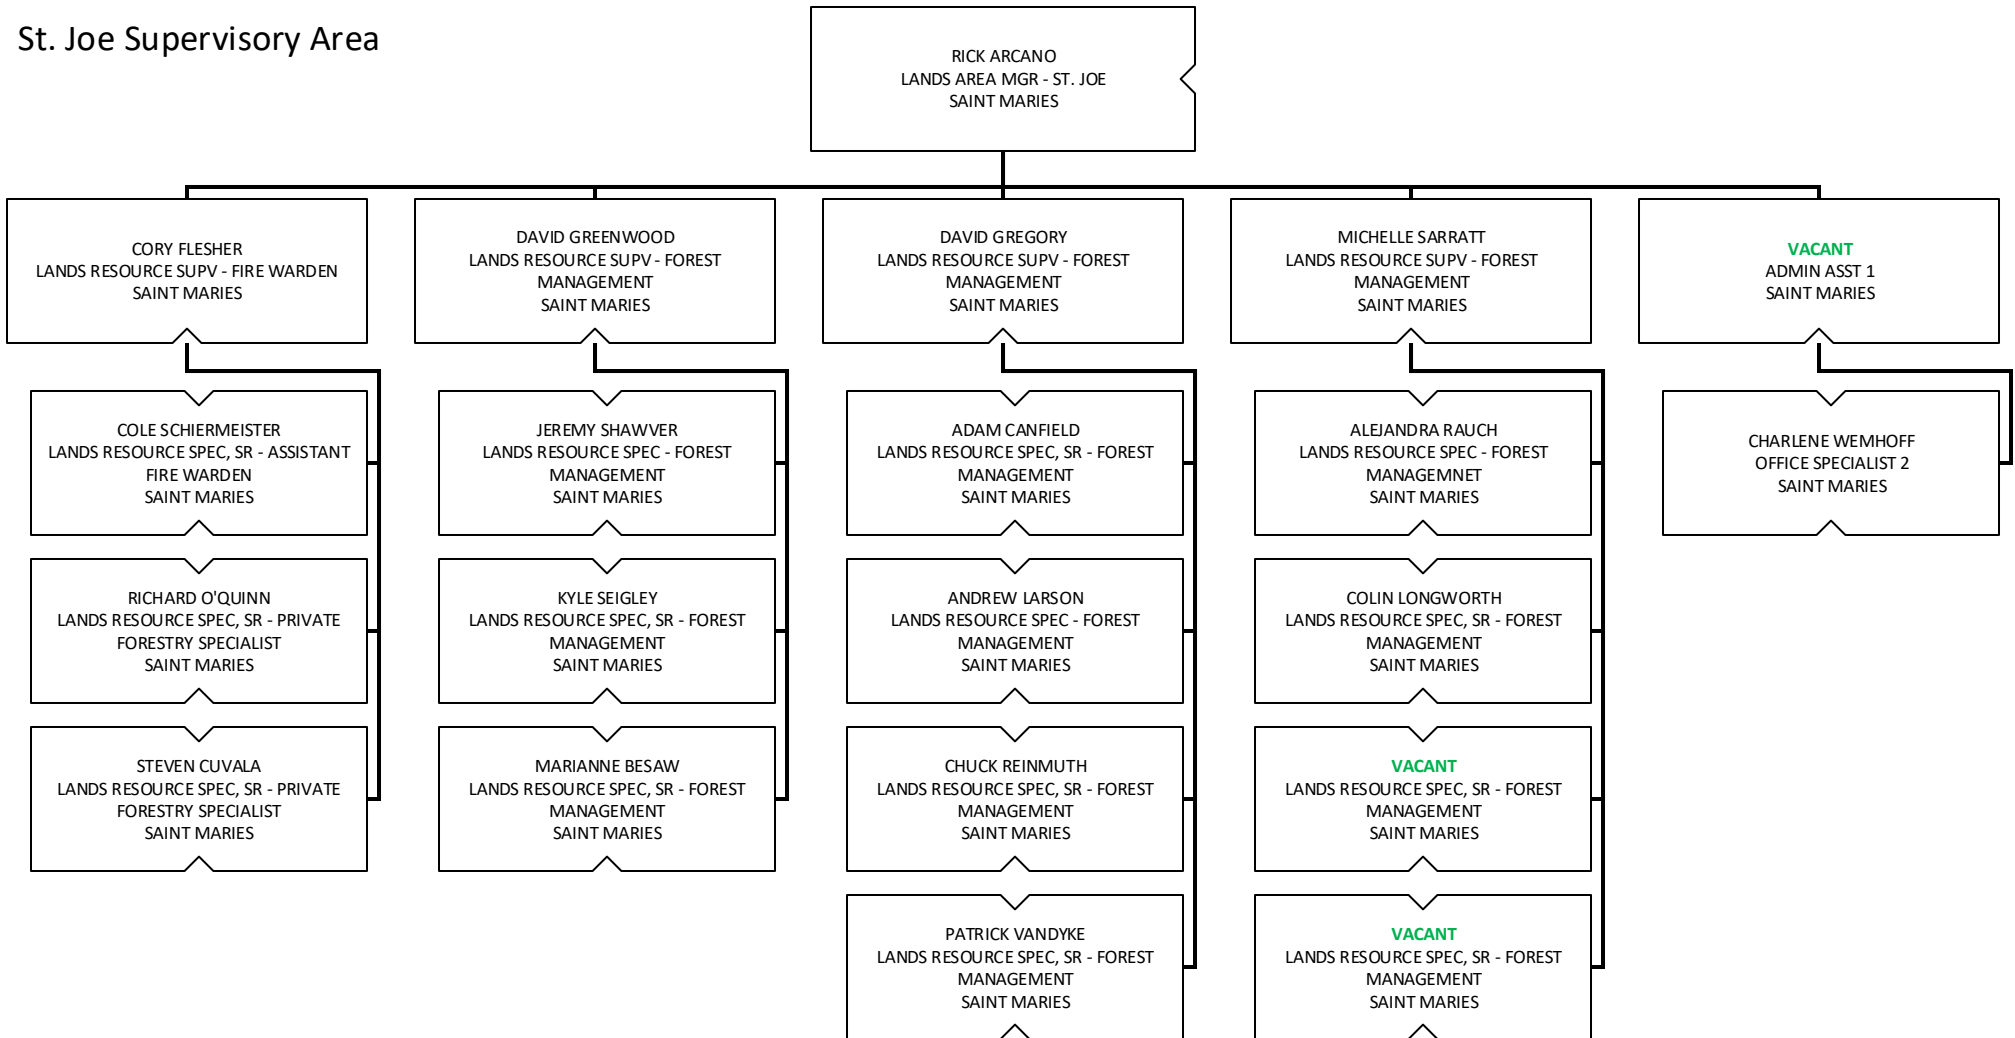 St. Joe Supervisory Area
RICK ARCANO
LANDS AREA MGR - ST. JOE
SAINT MARIES
CORY FLESHER
LANDS RESOURCE SUPV - FIRE WARDEN
SAINT MARIES
DAVID GREENWOOD
LANDS RESOURCE SUPV - FOREST
MANAGEMENT
SAINT MARIES
DAVID GREGORY
LANDS RESOURCE SUPV - FOREST
MANAGEMENT
SAINT MARIES
MICHELLE SARRATT
LANDS RESOURCE SUPV - FOREST
MANAGEMENT
SAINT MARIES
VACANT
ADMIN ASST 1
SAINT MARIES
COLE SCHIERMEISTER
LANDS RESOURCE SPEC, SR - ASSISTANT
FIRE WARDEN
SAINT MARIES
JEREMY SHAWVER
LANDS RESOURCE SPEC - FOREST
MANAGEMENT
SAINT MARIES
ADAM CANFIELD
LANDS RESOURCE SPEC, SR - FOREST
MANAGEMENT
SAINT MARIES
ALEJANDRA RAUCH
LANDS RESOURCE SPEC - FOREST
MANAGEMNET
SAINT MARIES
CHARLENE WEMHOFF
OFFICE SPECIALIST 2
SAINT MARIES
RICHARD O'QUINN
LANDS RESOURCE SPEC, SR - PRIVATE
FORESTRY SPECIALIST
SAINT MARIES
KYLE SEIGLEY
LANDS RESOURCE SPEC, SR - FOREST
MANAGEMENT
SAINT MARIES
ANDREW LARSON
LANDS RESOURCE SPEC - FOREST
MANAGEMENT
SAINT MARIES
COLIN LONGWORTH
LANDS RESOURCE SPEC, SR - FOREST
MANAGEMENT
SAINT MARIES
STEVEN CUVALA
LANDS RESOURCE SPEC, SR - PRIVATE
FORESTRY SPECIALIST
SAINT MARIES
MARIANNE BESAW
LANDS RESOURCE SPEC, SR - FOREST
MANAGEMENT
SAINT MARIES
CHUCK REINMUTH
LANDS RESOURCE SPEC, SR - FOREST
MANAGEMENT
SAINT MARIES
VACANT
LANDS RESOURCE SPEC, SR - FOREST
MANAGEMENT
SAINT MARIES
PATRICK VANDYKE
LANDS RESOURCE SPEC, SR - FOREST
MANAGEMENT
SAINT MARIES
VACANT
LANDS RESOURCE SPEC, SR - FOREST
MANAGEMENT
SAINT MARIES